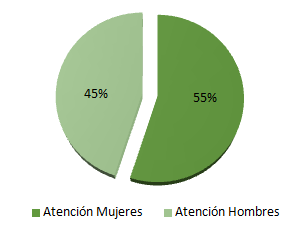 45%
55%
Atención Mujeres
Atención Hombres